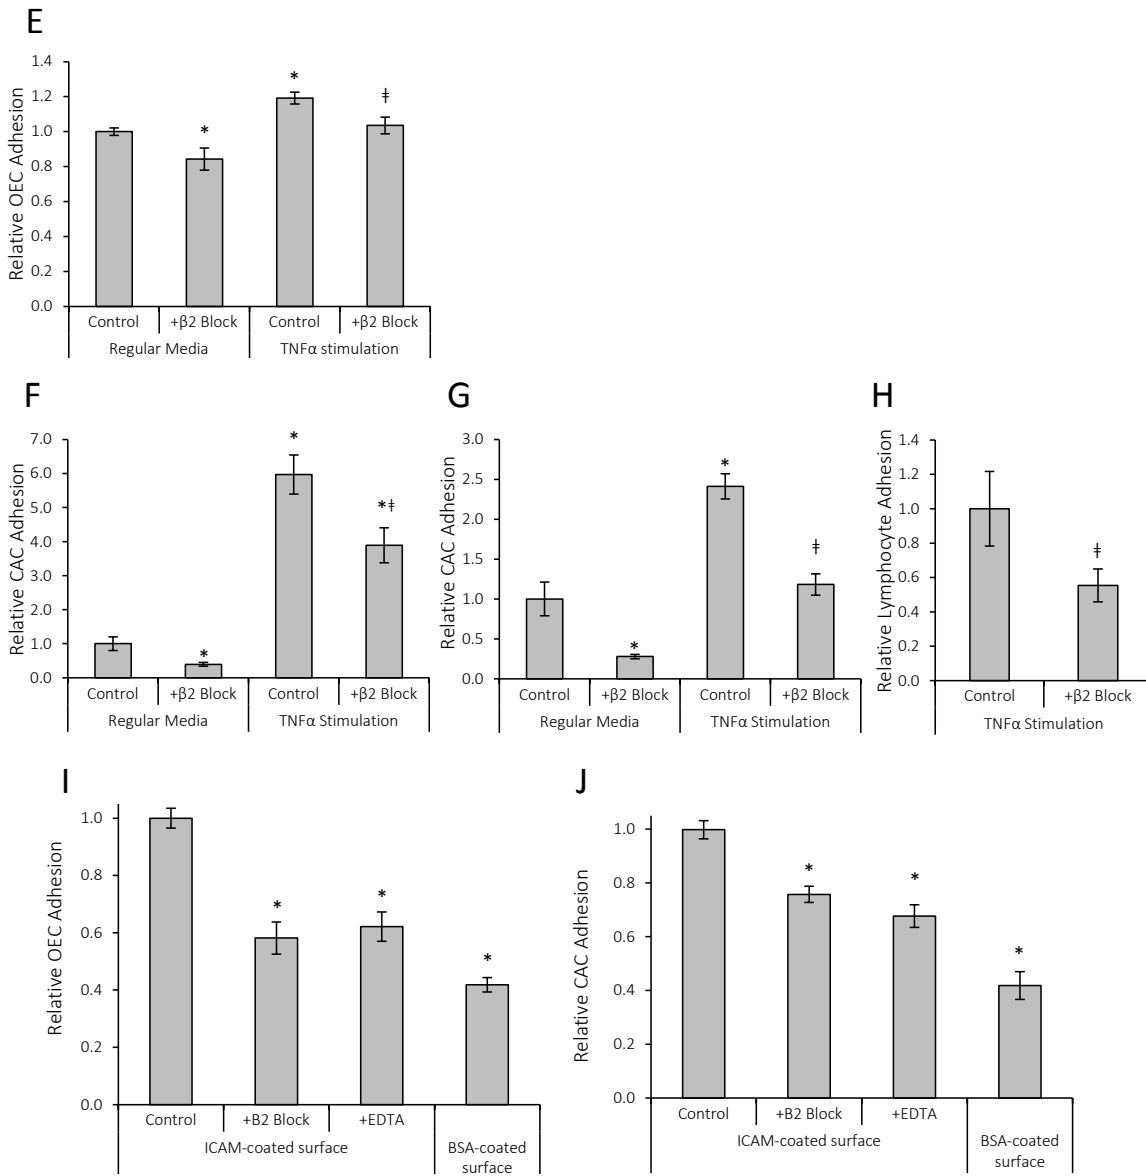 E
Relative OEC Adhesion
1.4
1.2
1.0
0.8
0.6
0.4
0.2
0.0
*
*
ǂ
Control
+β2 Block
Control
+β2 Block
Regular Media
TNFα stimulation
F
Relative CAC Adhesion
7.0
6.0
5.0
4.0
3.0
2.0
1.0
0.0
*
*
*ǂ
Control
+β2 Block
Control
+β2 Block
Regular Media
TNFα Stimulation
G
Relative CAC Adhesion
3.0
2.5
2.0
1.5
1.0
0.5
0.0
*
*
ǂ
Control
+β2 Block
Control
+β2 Block
Regular Media
TNFα Stimulation
H
Relative Lymphocyte Adhesion
1.4
1.2
1.0
0.8
0.6
0.4
0.2
0.0
ǂ
Control
+β2 Block
TNFα Stimulation
I
Relative OEC Adhesion
1.0
0.8
0.6
0.4
0.2
0.0
*
*
*
Control
+B2 Block
+EDTA
ICAM-coated surface
BSA-coated
surface
J
Relative CAC Adhesion
1.0
0.8
0.6
0.4
0.2
0.0
*
*
*
Control
+B2 Block
+EDTA
ICAM-coated surface
BSA-coated
surface